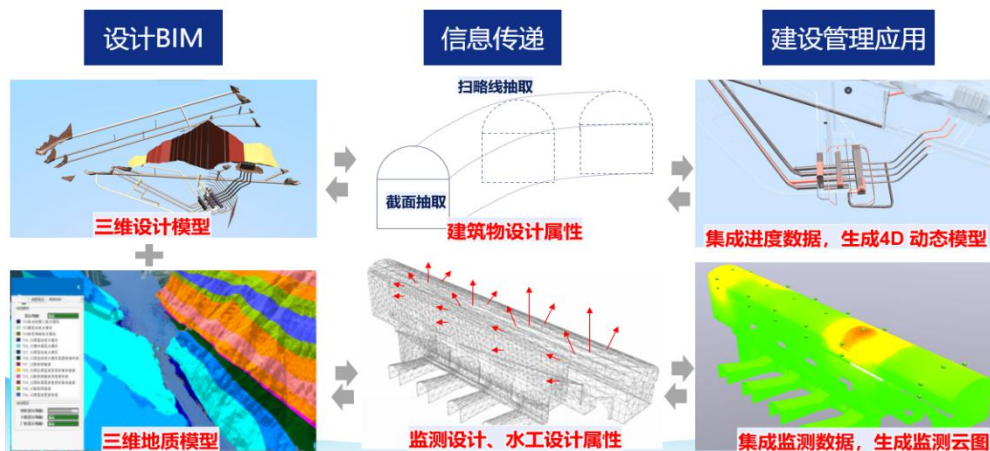 设计BIM
信息传递
建设管理应用
扫略线抽取
截面抽取
三维设计模型
建筑物设计属性
集成进度数据，生成4D 动态模型
三维地质模型
监测设计、水工设计属性
集成监测数据，生成监测云图